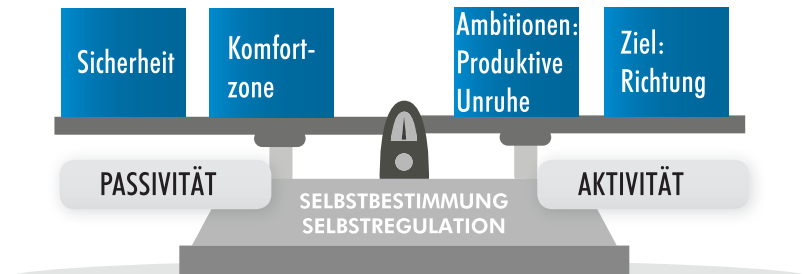 Sicherheit
Komfort-
zone
Ambitionen:
Produktive
Unruhe
Ziel:
Richtung
PASSIVITÄT
AKTIVITÄT
SELBSTBESTIMMUNG
SELBSTREGULATION